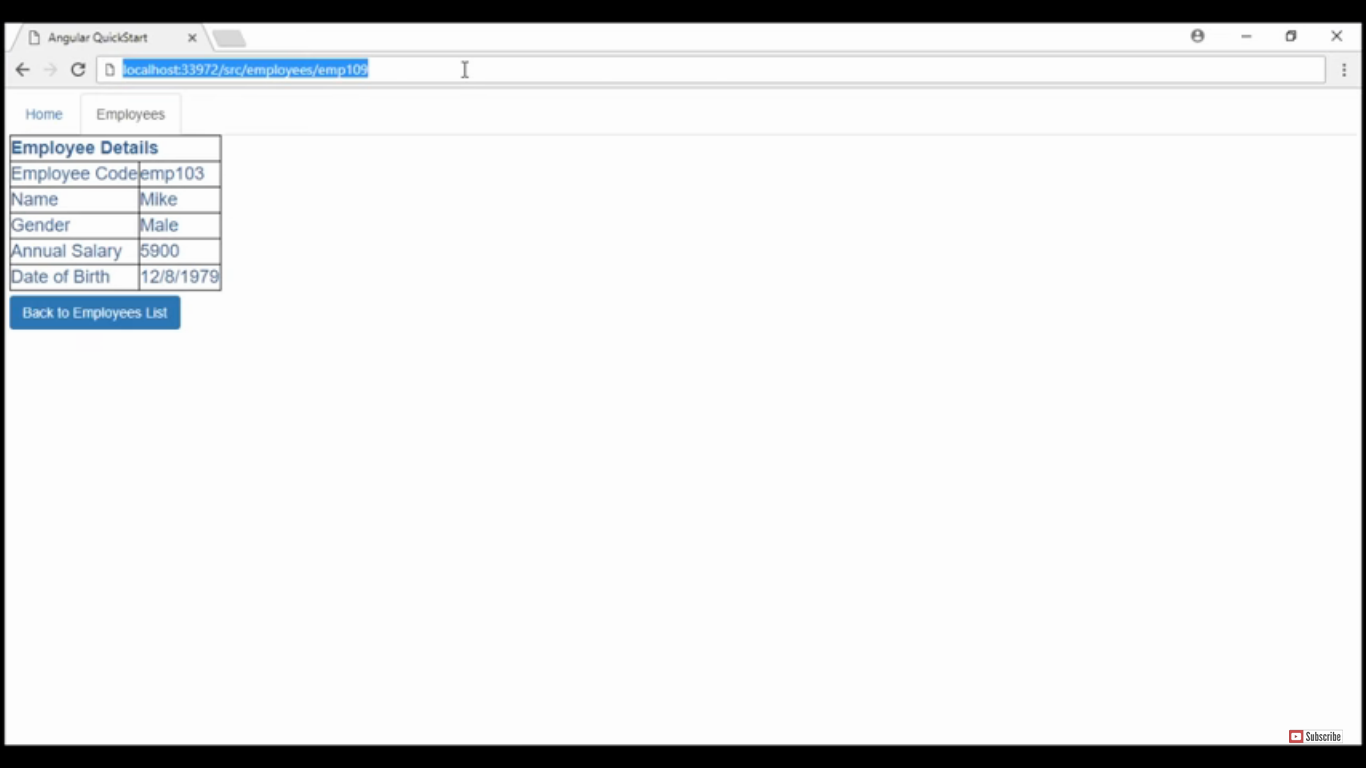 Angular QuickStart
localhost:33972/src/employees/emp109
Home Employees
Employee Details
Employee Code emp103
Name Mike
Gender Male
Annual Salary 5900
Date of Birth 12/8/1979
Back to Employees List
Subscribe